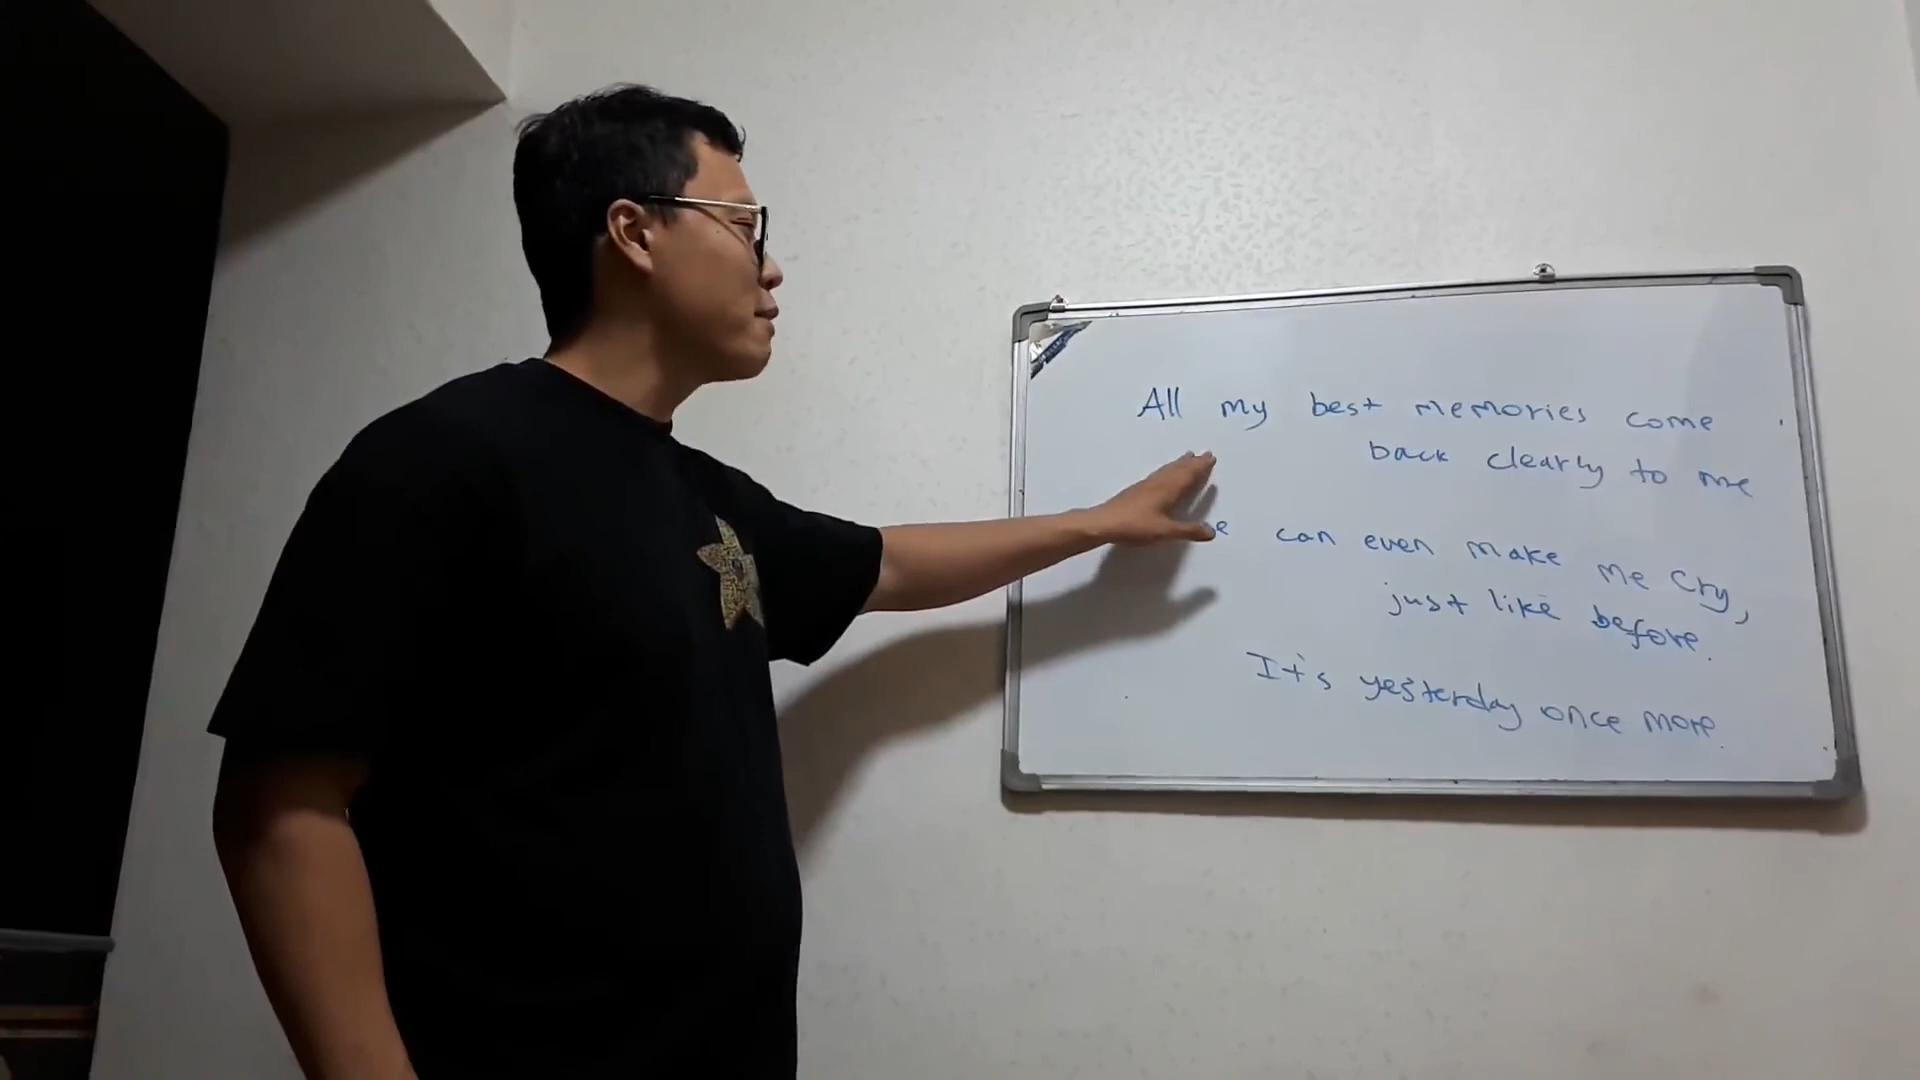 All my best memories come
back clearly to me
can even make me cry,
just like before.
It's yesterday once more.